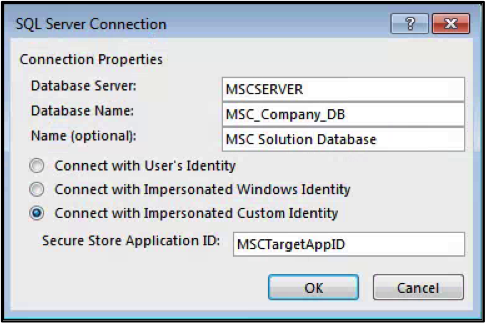 SQL Server Connection
?
Connection Properties
Database Server: MSCSERVER
Database Name: MSC_Company_DB
Name (optional): MSC Solution Database
Connect with User's Identity
Connect with Impersonated Windows Identity
Connect with Impersonated Custom Identity
Secure Store Application ID: MSCTargetAppID
OK Cancel